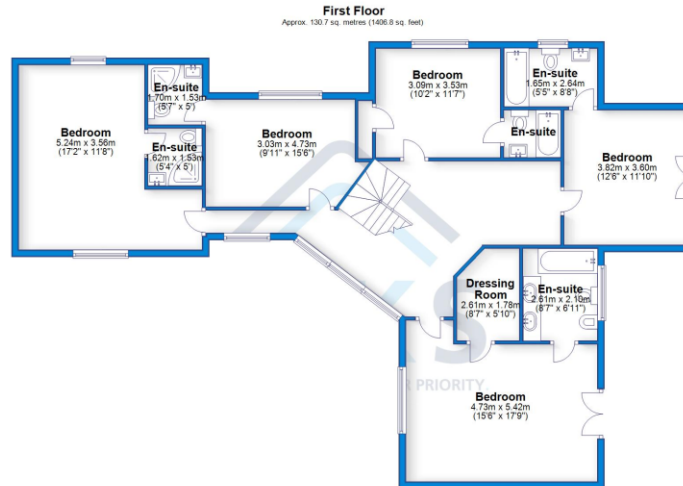 First Floor
Approx. 130.7 sq. metres (1406.8 sq. feet)
Bedroom
5.24m x 3.56m
(17'2" x 11'8")
En-suite
1.70m x 1.53m
(5'7" x 5')
En-suite
1.62m x 1.53m
(5'4" x 5')
Bedroom
3.03m x 4.73m
(9'11" x 15'6")
Bedroom
3.09m x 3.53m
(10'2" x 11'7")
En-suite
1.65m x 2.64m
(5'5" x 8'8")
En-suite
Bedroom
3.82m x 3.60m
(12'6" x 11'10")
Dressing
Room
2.61m x 1.78m
(8'7" x 5'10")
En-suite
2.61m x 2.10m
(8'7" x 6'11")
KS
R PRIORITY.
Bedroom
4.73m x 5.42m
(15'6" x 17'9")